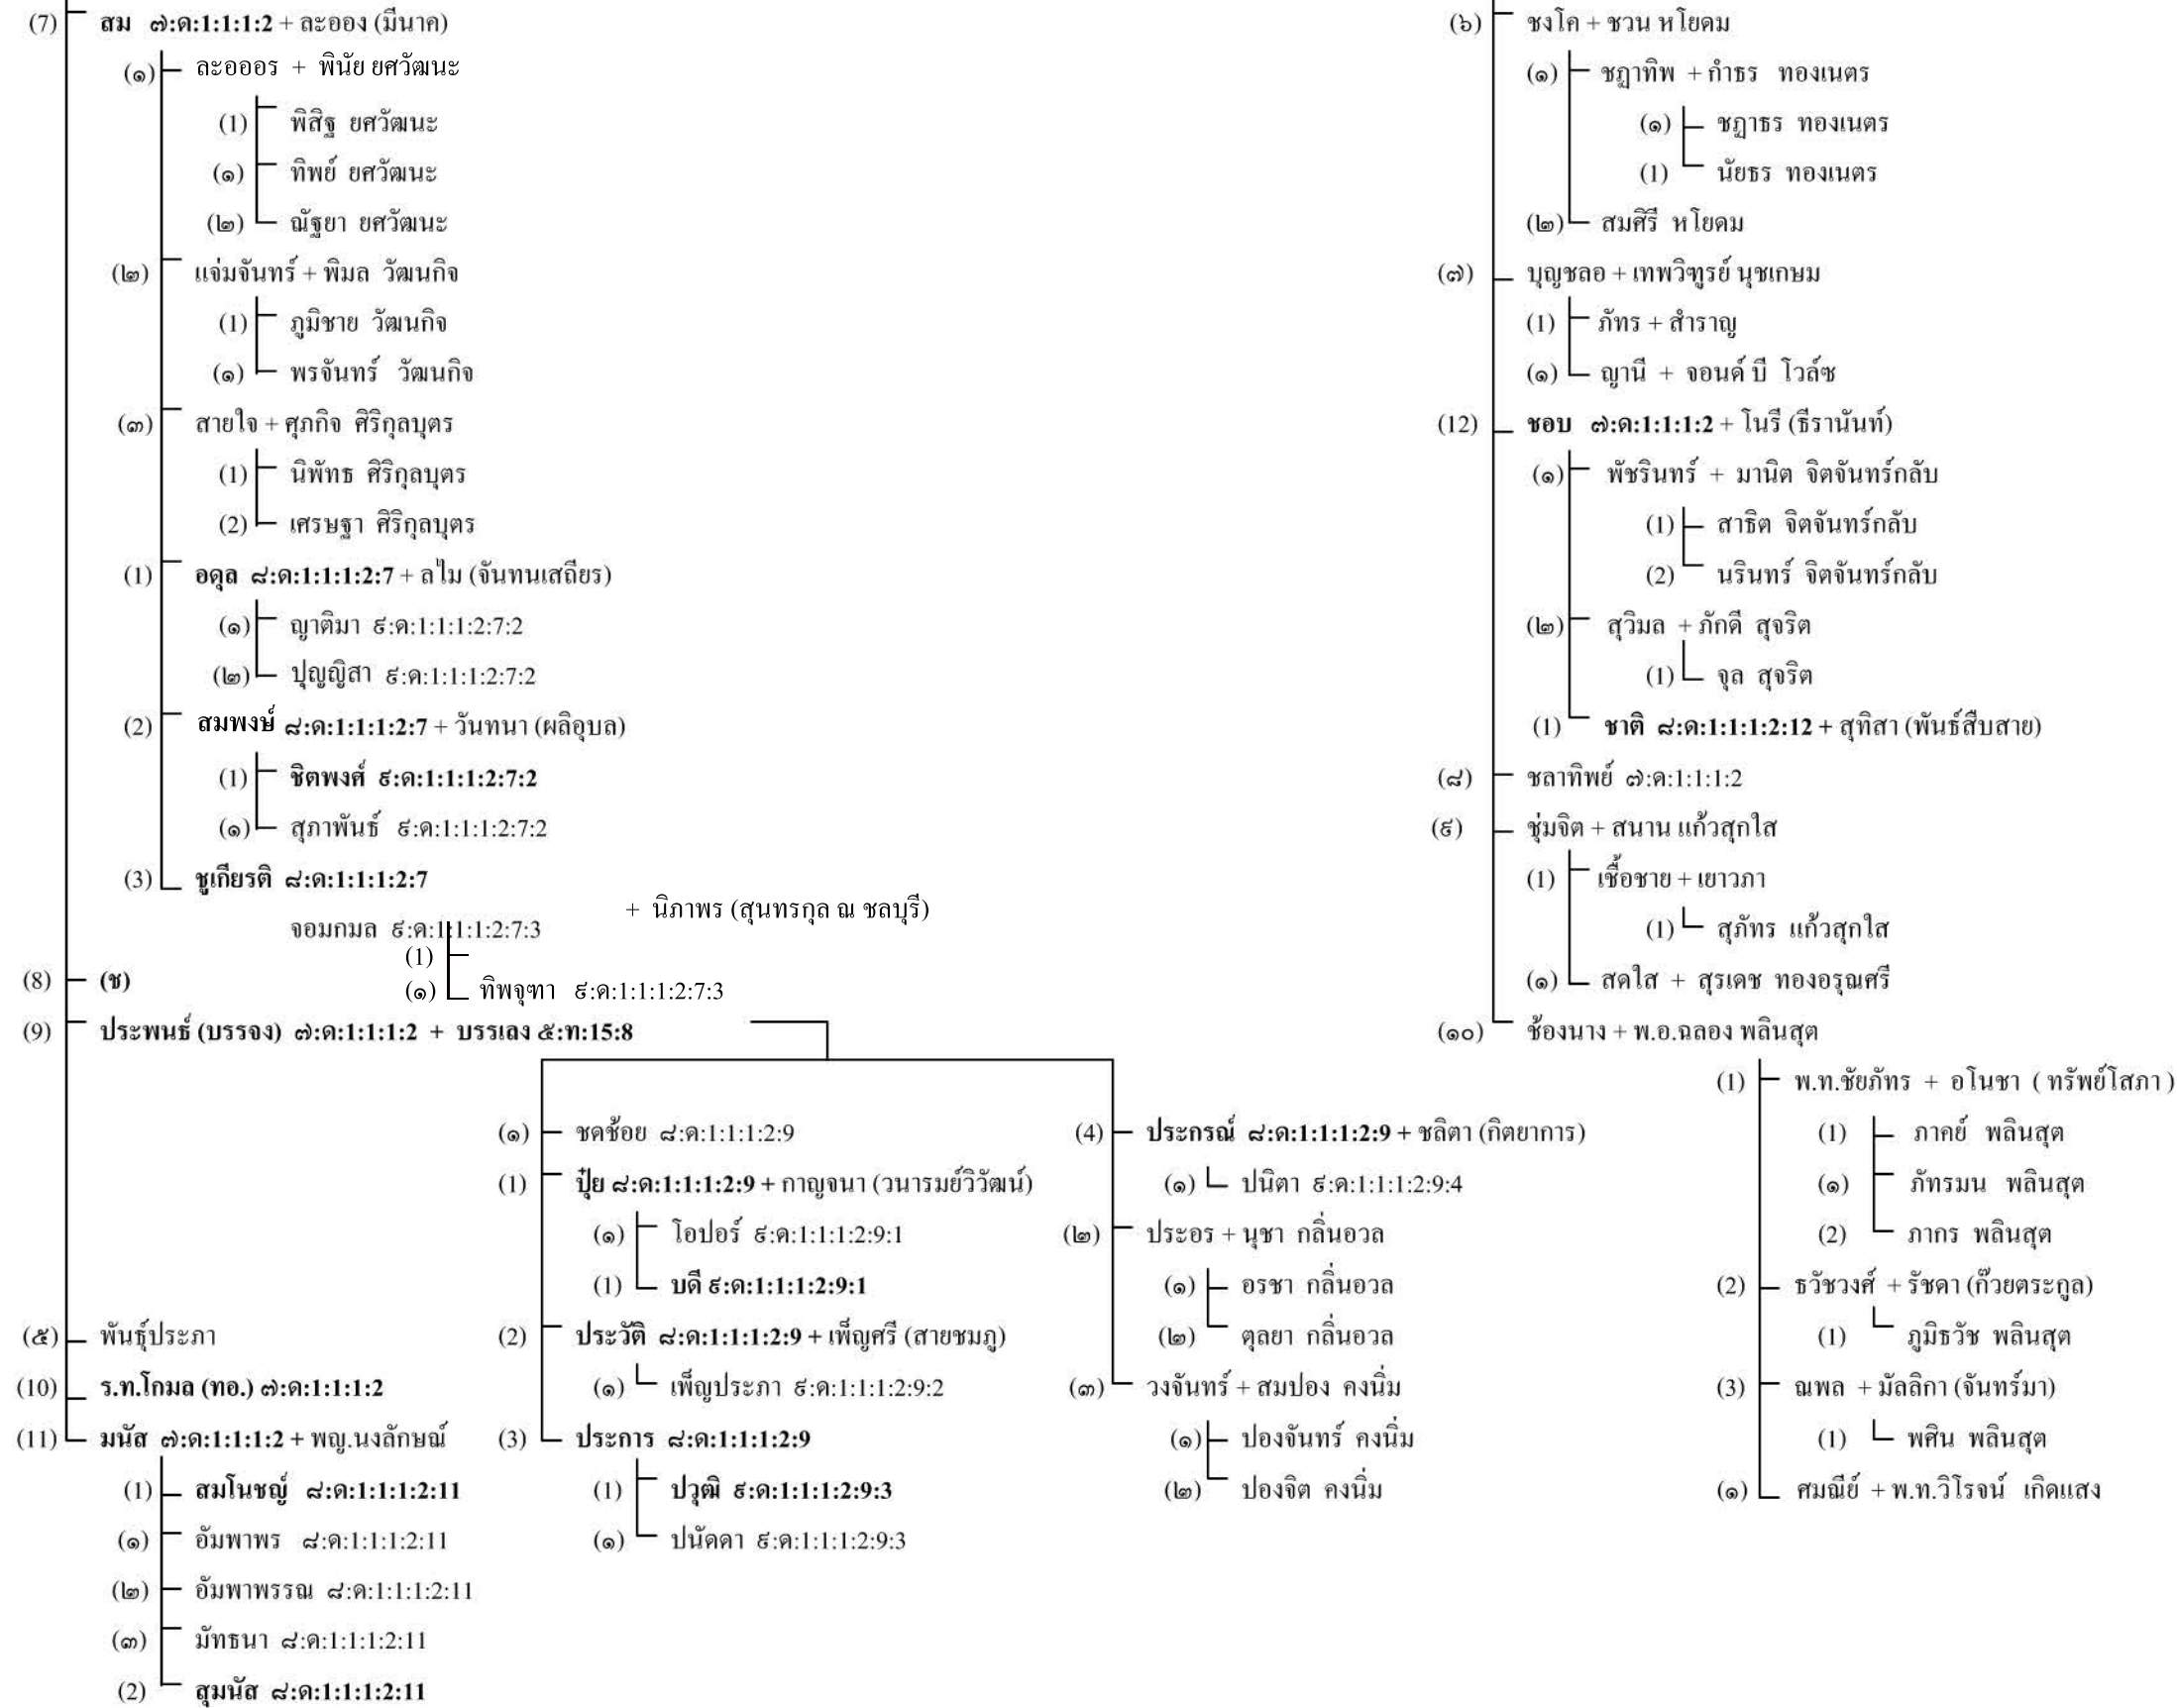 (7) สม ๗:ด:1:1:1:2 + ละออง (มีนาค)
(๑) ละอออร + พินัย ยศวัฒนะ
(1) พิสิฐ ยศวัฒนะ
(๑) ทิพย์ ยศวัฒนะ
(๒) ณัฐยา ยศวัฒนะ
(๒) แจ่มจันทร์ + พิมล วัฒนกิจ
(1) ภูมิชาย วัฒนกิจ
(๑) พรจันทร์ วัฒนกิจ
(๓) สายใจ + ศุภกิจ ศิริกุลบุตร
(1) นิพัทธ ศิริกุลบุตร
(2) เศรษฐา ศิริกุลบุตร
(1) อดุล ๘:ด:1:1:1:2:7 + ลไม (จันทนเสถียร)
(๑) ญาติมา ๙:ด:1:1:1:2:7:2
(๒) ปุญญิสา ๙:ด:1:1:1:2:7:2
(2) สมพงษ์ ๘:ด:1:1:1:2:7 + วันทนา (ผลิอุบล)
(1) ชิตพงศ์ ๙:ด:1:1:1:2:7:2
(๑) สุภาพันธ์ ๙:ด:1:1:1:2:7:2
(3) ชูเกียรติ ๘:ด:1:1:1:2:7
+ นิภาพร (สุนทรกุล ณ ชลบุรี)
จอมกมล ๙:ด:1:1:1:2:7:3
(1)
(๑) ทิพจุฑา ๙:ด:1:1:1:2:7:3
(8) (ช)
(9) ประพนธ์ (บรรจง) ๗:ด:1:1:1:2 + บรรเลง ๕:ท:15:8
(๑) ชดช้อย ๘:ด:1:1:1:2:9
(1) ปุ๋ย ๘:ด:1:1:1:2:9 + กาญจนา (วนารมย์วิวัฒน์)
(๑) โอปอร์ ๙:ด:1:1:1:2:9:1
(1) บดี ๙:ด:1:1:1:2:9:1
(2) ประวัติ ๘:ด:1:1:1:2:9 + เพ็ญศรี (สายชมภู)
(๑) เพ็ญประภา ๙:ด:1:1:1:2:9:2
(3) ประการ ๘:ด:1:1:1:2:9
(1) ปวุฒิ ๙:ด:1:1:1:2:9:3
(๑) ปนัดดา ๙:ด:1:1:1:2:9:3
(4) ประกรณ์ ๘:ด:1:1:1:2:9 + ชลิตา (กิตยาการ)
(๑) ปนิตา ๙:ด:1:1:1:2:9:4
(๒) ประอร + นุชา กลิ่นอวล
(๑) อรชา กลิ่นอวล
(๒) ตุลยา กลิ่นอวล
(๓) วงจันทร์ + สมปอง คงนิ่ม
(๑) ปองจันทร์ คงนิ่ม
(๒) ปองจิต คงนิ่ม
(๕) พันธุ์ประภา
(10) ร.ท.โกมล (ทอ.) ๗:ด:1:1:1:2
(11) มนัส ๗:ด:1:1:1:2 + พญ.นงลักษณ์
(1) สมโนชญ์ ๘:ด:1:1:1:2:11
(๑) อัมพาพร ๘:ด:1:1:1:2:11
(๒) อัมพาพรรณ ๘:ด:1:1:1:2:11
(๓) มัทธนา ๘:ด:1:1:1:2:11
(2) สุมนัส ๘:ด:1:1:1:2:11
(๖) ชงโค + ชวน หโยดม
(๑) ชฎาทิพ + กำธร ทองเนตร
(๑) ชฎาธร ทองเนตร
(1) นัยธร ทองเนตร
(๒) สมศิรี หโยดม
(๗) บุญชลอ + เทพวิฑูรย์ นุชเกษม
(1) ภัทร + สำราญ
(๑) ญานี + จอนค์ บี โวล์ซ
(12) ชอบ ๗:ด:1:1:1:2 + โนรี (ธีรานันท์)
(๑) พัชรินทร์ + มานิต จิตจันทร์กลับ
(1) สาธิต จิตจันทร์กลับ
(2) นรินทร์ จิตจันทร์กลับ
(๒) สุวิมล + ภักดี สุจริต
(1) จุล สุจริต
(1) ชาติ ๘:ด:1:1:1:2:12 + สุทิสา (พันธ์สืบสาย)
(๘) ชลาทิพย์ ๗:ด:1:1:1:2
(๙) ชุ่มจิต + สนาน แก้วสุกใส
(1) เชื้อชาย + เยาวภา
(1) สุภัทร แก้วสุกใส
(๑) สดใส + สุรเดช ทองอรุณศรี
(๑๐) ช้องนาง + พ.อ.ฉลอง พลินสุต
(1) พ.ท.ชัยภัทร + อโนชา ( ทรัพย์โสภา )
(1) ภาคย์ พลินสุต
(๑) ภัทรมน พลินสุต
(2) ภากร พลินสุต
(2) ธวัชวงศ์ + รัชดา (ก๊วยตระกูล)
(1) ภูมิธวัช พลินสุต
(3) ณพล + มัลลิกา (จันทร์มา)
(1) พศิน พลินสุต
(๑) ศมณีย์ + พ.ท.วิโรจน์ เกิดแสง